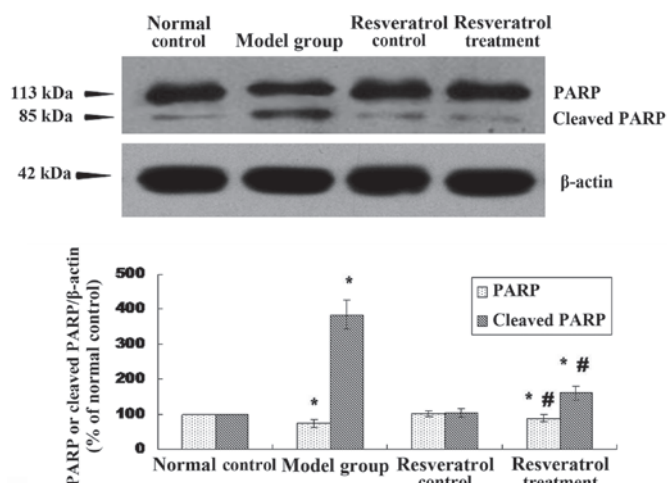 Normal control
Model group
Resveratrol control
Resveratrol treatment
113 kDa
PARP
85 kDa
Cleaved PARP
42 kDa
β-actin
PARP or cleaved PARP/β-actin
(% of normal control)
500
400
300
200
100
0
*
*
* #
* #
PARP
Cleaved PARP
Normal control
Model group
Resveratrol control
Resveratrol treatment